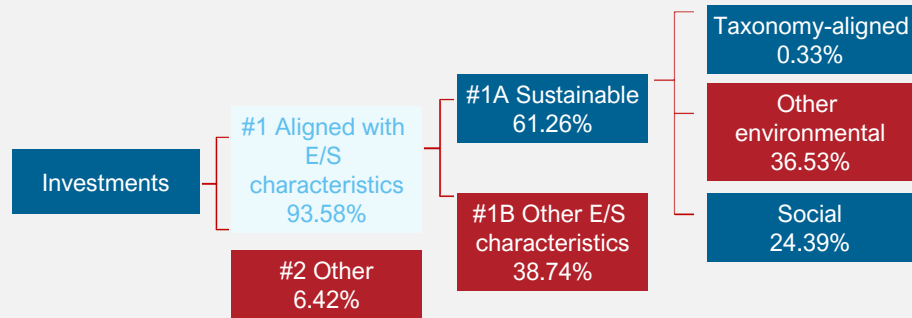 Investments
#1 Aligned with
E/S
characteristics
93.58%
#2 Other
6.42%
#1A Sustainable
61.26%
#1B Other E/S
characteristics
38.74%
Taxonomy-aligned
0.33%
Other
environmental
36.53%
Social
24.39%